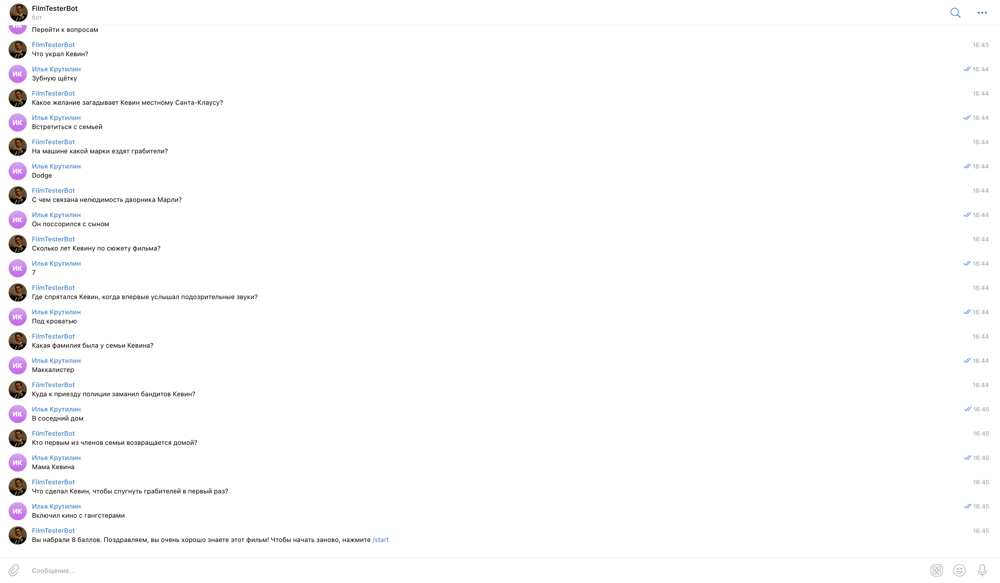 FilmTesterBot
бот
ИК
Перейти к вопросам
FilmTesterBot 16:43
Что украл Кевин?
ИК Илья Крутилин 16:44
Зубную щётку
FilmTesterBot 16:44
Какое желание загадывает Кевин местному Санта-Клаусу?
ИК Илья Крутилин 16:44
Встретиться с семьей
FilmTesterBot 16:44
На машине какой марки ездят грабители?
ИК Илья Крутилин 16:44
Dodge
FilmTesterBot 16:44
С чем связана нелюдимость дворника Марли?
ИК Илья Крутилин 16:44
Он поссорился с сыном
FilmTesterBot 16:44
Сколько лет Кевину по сюжету фильма?
ИК Илья Крутилин 16:44
7
FilmTesterBot 16:44
Где спрятался Кевин, когда впервые услышал подозрительные звуки?
ИК Илья Крутилин 16:44
Под кроватью
FilmTesterBot 16:44
Какая фамилия была у семьи Кевина?
ИК Илья Крутилин 16:44
Маккалистер
FilmTesterBot 16:44
Куда к приезду полиции заманил бандитов Кевин?
ИК Илья Крутилин 16:45
В соседний дом
FilmTesterBot 16:45
Кто первым из членов семьи возвращается домой?
ИК Илья Крутилин 16:45
Мама Кевина
FilmTesterBot 16:45
Что сделал Кевин, чтобы спугнуть грабителей в первый раз?
ИК Илья Крутилин 16:45
Включил кино с гангстерами
FilmTesterBot 16:45
Вы набрали 8 баллов. Поздравляем, вы очень хорошо знаете этот фильм! Чтобы начать заново, нажмите /start
Сообщение...